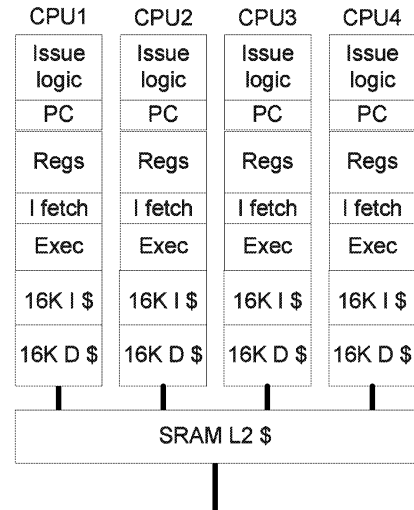 CPU1 CPU2 CPU3 CPU4
Issue logic Issue logic Issue logic Issue logic
PC PC PC PC
Regs Regs Regs Regs
I fetch I fetch I fetch I fetch
Exec Exec Exec Exec
16K I $ 16K I $ 16K I $ 16K I $
16K D $ 16K D $ 16K D $ 16K D $
SRAM L2 $